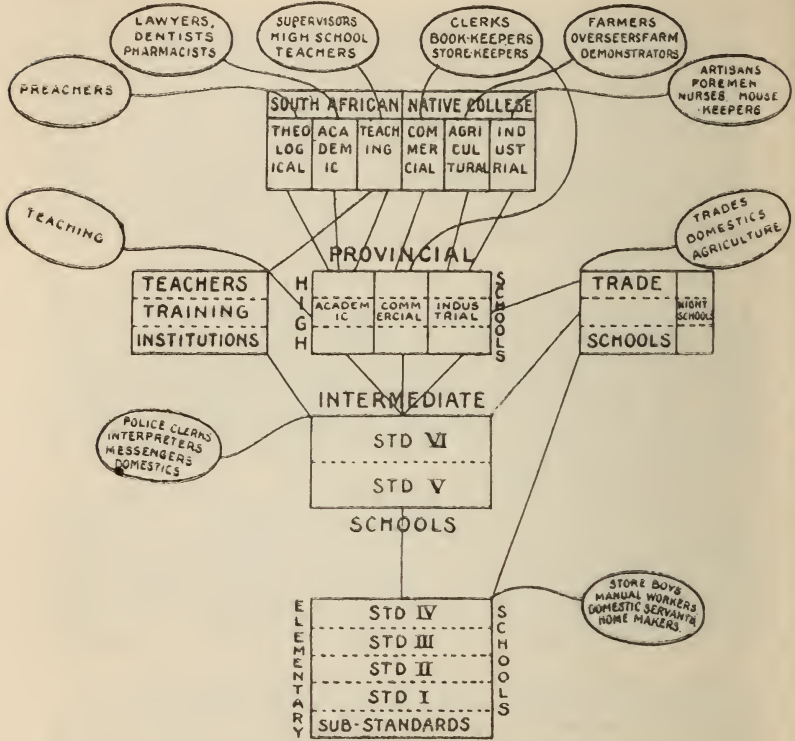 LAWYERS,
DENTISTS
PHARMACISTS
SUPERVISORS
HIGH SCHOOL
TEACHERS
CLERKS
BOOK-KEEPERS
STORE-KEEPERS
FARMERS
OVERSEERS FARM
DEMONSTRATORS
PREACHERS
ARTISANS
FOREMEN
NURSES HOUSE
-KEEPERS
SOUTH AFRICAN NATIVE COLLEGE
THEO
LOG
ICAL
ACA
DEM
IC
TEACH
ING
COM
MER
CIAL
AGRI
CUL
TURAL
IND
UST
RIAL
TEACHING
TRADES
DOMESTICS
AGRICULTURE
PROVINCIAL
HIGH
SCHOOLS
TEACHERS
TRAINING
INSTITUTIONS
ACADEM
IC
COMM
ERCIAL
INDUS
TRIAL
TRADE
SCHOOLS
NIGHT
SCHOOLS
INTERMEDIATE
STD VI
STD V
SCHOOLS
POLICE CLERKS
INTERPRETERS
MESSENGERS
DOMESTICS
ELEMENTARY
SCHOOLS
STD IV
STD III
STD II
STD I
SUB-STANDARDS
STORE BOYS
MANUAL WORKERS
DOMESTIC SERVANTS
HOME MAKERS